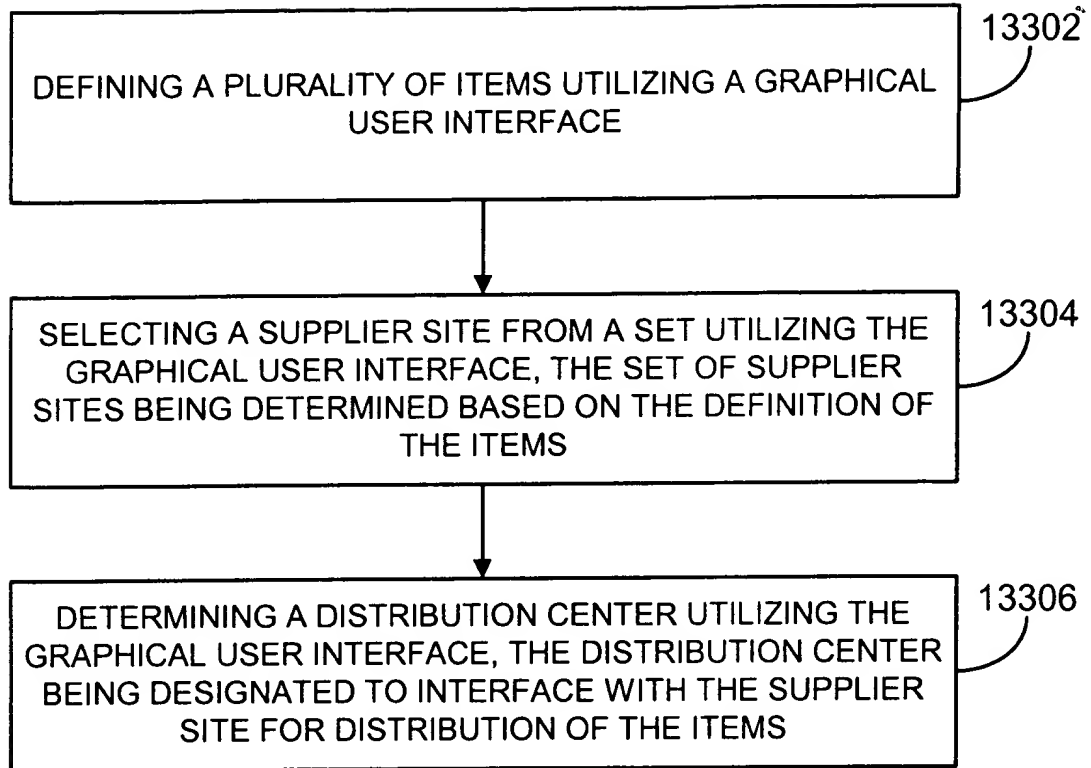 13302
DEFINING A PLURALITY OF ITEMS UTILIZING A GRAPHICAL
USER INTERFACE
13304
SELECTING A SUPPLIER SITE FROM A SET UTILIZING THE
GRAPHICAL USER INTERFACE, THE SET OF SUPPLIER
SITES BEING DETERMINED BASED ON THE DEFINITION OF
THE ITEMS
13306
DETERMINING A DISTRIBUTION CENTER UTILIZING THE
GRAPHICAL USER INTERFACE, THE DISTRIBUTION CENTER
BEING DESIGNATED TO INTERFACE WITH THE SUPPLIER
SITE FOR DISTRIBUTION OF THE ITEMS